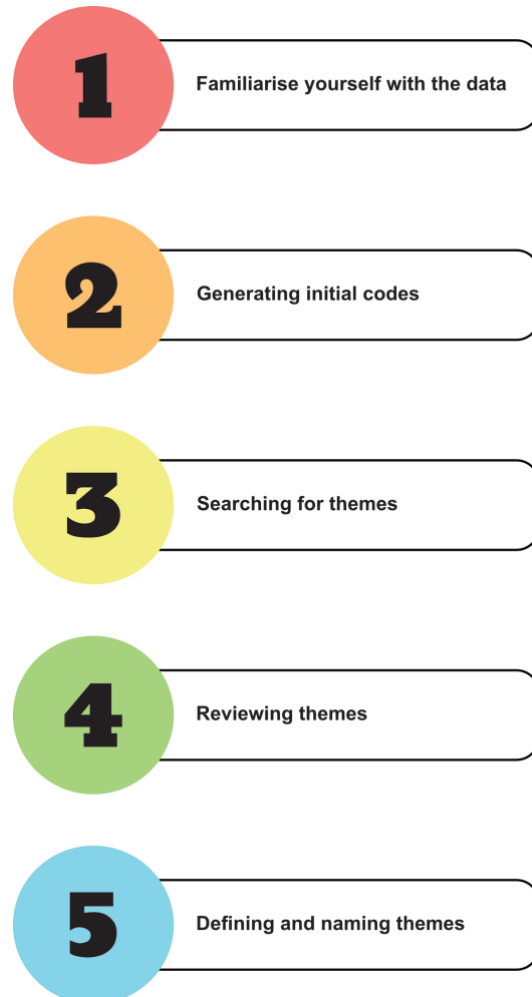 1
Familiarise yourself with the data
2
Generating initial codes
3
Searching for themes
4
Reviewing themes
5
Defining and naming themes